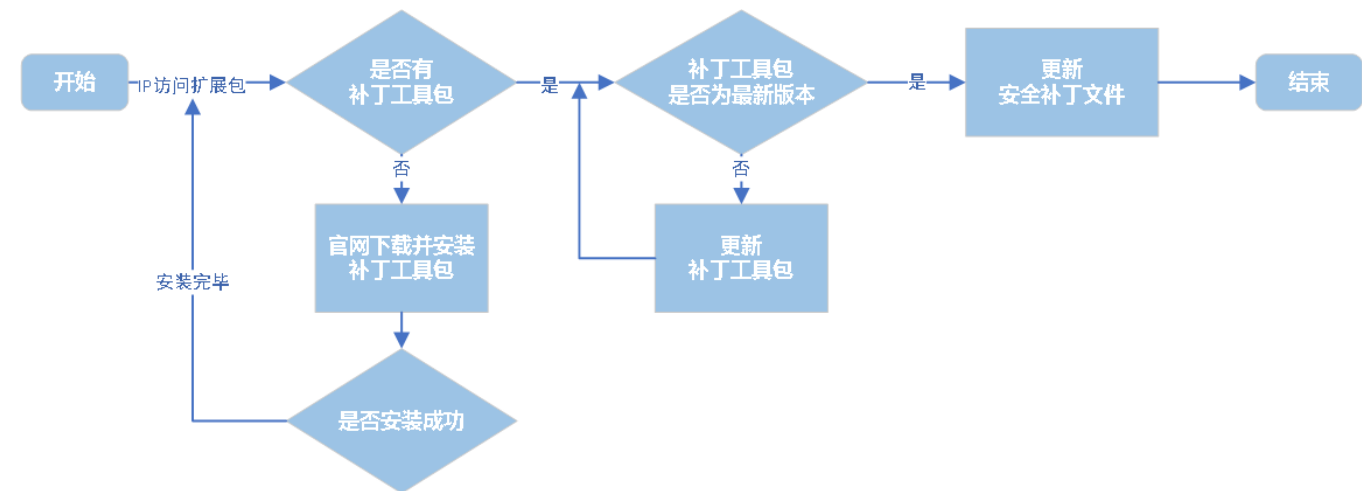 开始
IP访问扩展包
是否有
补丁工具包
是
补丁工具包
是否为最新版本
是
更新
安全补丁文件
结束
否
否
官网下载并安装
补丁工具包
更新
补丁工具包
安装完毕
是否安装成功